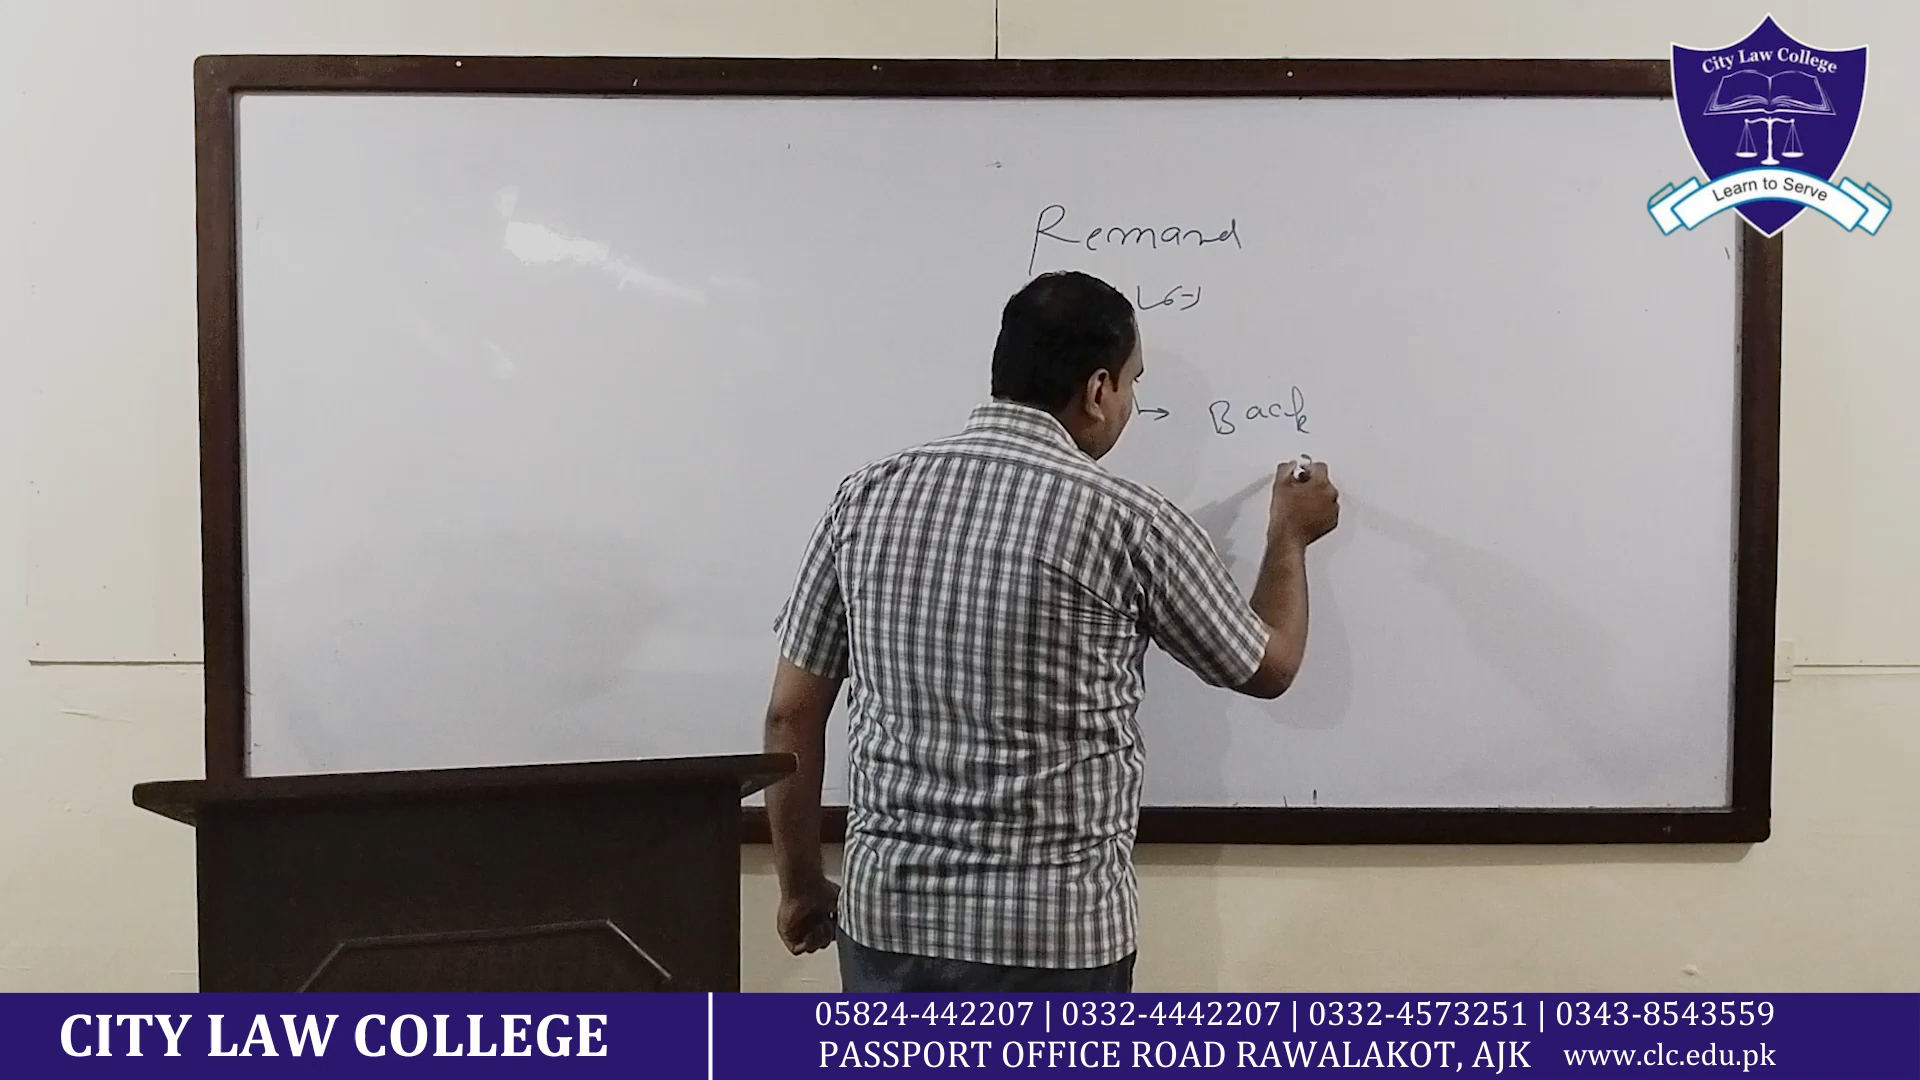 City Law College
Learn to Serve
Remand
Back
CITY LAW COLLEGE
05824-442207 | 0332-4442207 | 0332-4573251 | 0343-8543559
PASSPORT OFFICE ROAD RAWALAKOT, AJK www.clc.edu.pk